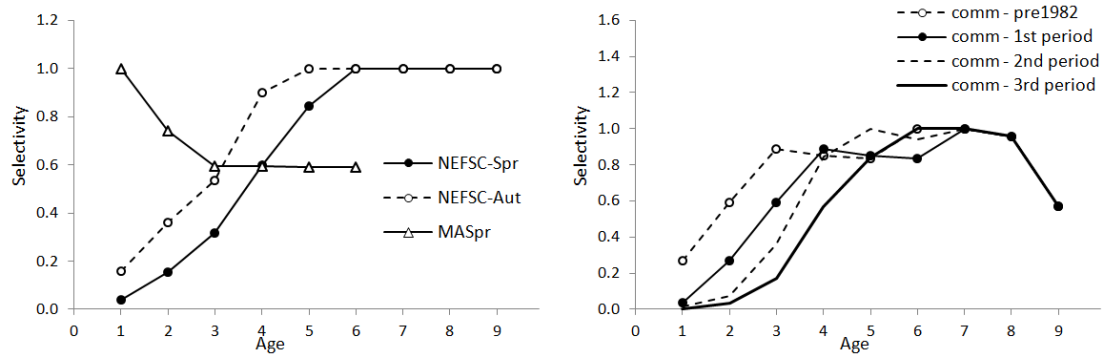 1.2
1.0
0.8
0.6
0.4
0.2
0.0
Selectivity
0 1 2 3 4 5 6 7 8 9
Age
NEFSC-Spr
NEFSC-Aut
MASpr
1.6
1.4
1.2
1.0
0.8
0.6
0.4
0.2
0.0
Selectivity
0 1 2 3 4 5 6 7 8 9
Age
comm - pre1982
comm - 1st period
comm - 2nd period
comm - 3rd period